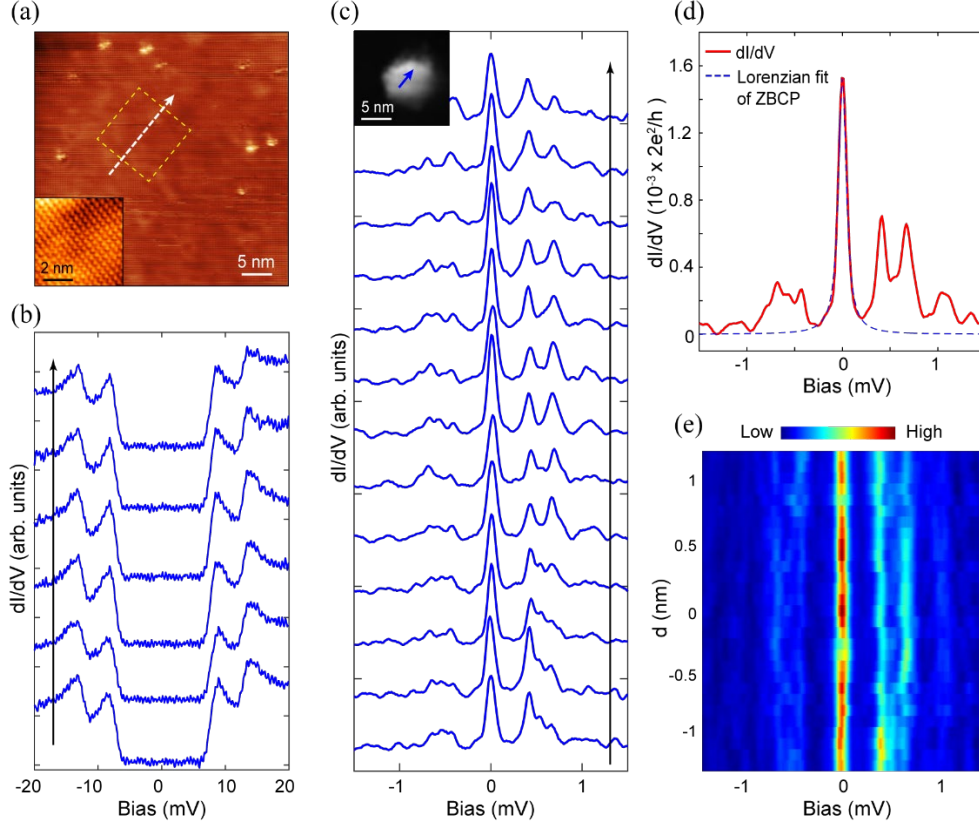 (a)
2 nm
5 nm
(b)
dI/dV (arb. units)
-20
-10
0
10
20
Bias (mV)
(c)
5 nm
dI/dV (arb. units)
-1
0
1
Bias (mV)
(d)
dI/dV
Lorenzian fit
of ZBCP
dI/dV (10⁻³ x 2e²/h)
1.6
1.2
0.8
0.4
0
-1
0
1
Bias (mV)
(e)
Low
High
d (nm)
1
0.5
0
-0.5
-1
-1
0
1
Bias (mV)